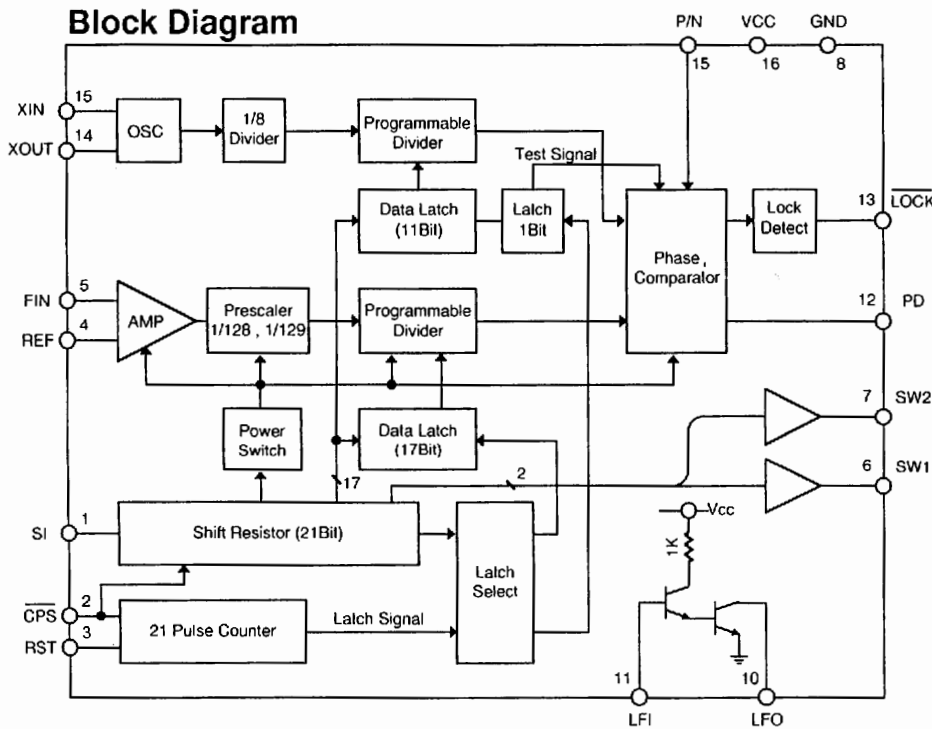 Block Diagram
P/N
VCC
GND
15
16
8
XIN
15
XOUT
14
OSC
1/8
Divider
Programmable
Divider
Test Signal
Data Latch
(11Bil)
Lalch
1Bit
Phase,
Comparator
Lock
Detect
13
LOCK
FIN
5
REF
4
AMP
Prescaler
1/128 , 1/129
Programmable
Divider
12
PD
Power
Switch
Data Latch
(17Bit)
17
2
7
SW2
6
SW1
SI
1
Shift Resistor (21Bil)
Latch
Select
Vcc
1K
CPS
2
RST
3
21 Pulse Counter
Latch Signal
11
10
LFI
LFO